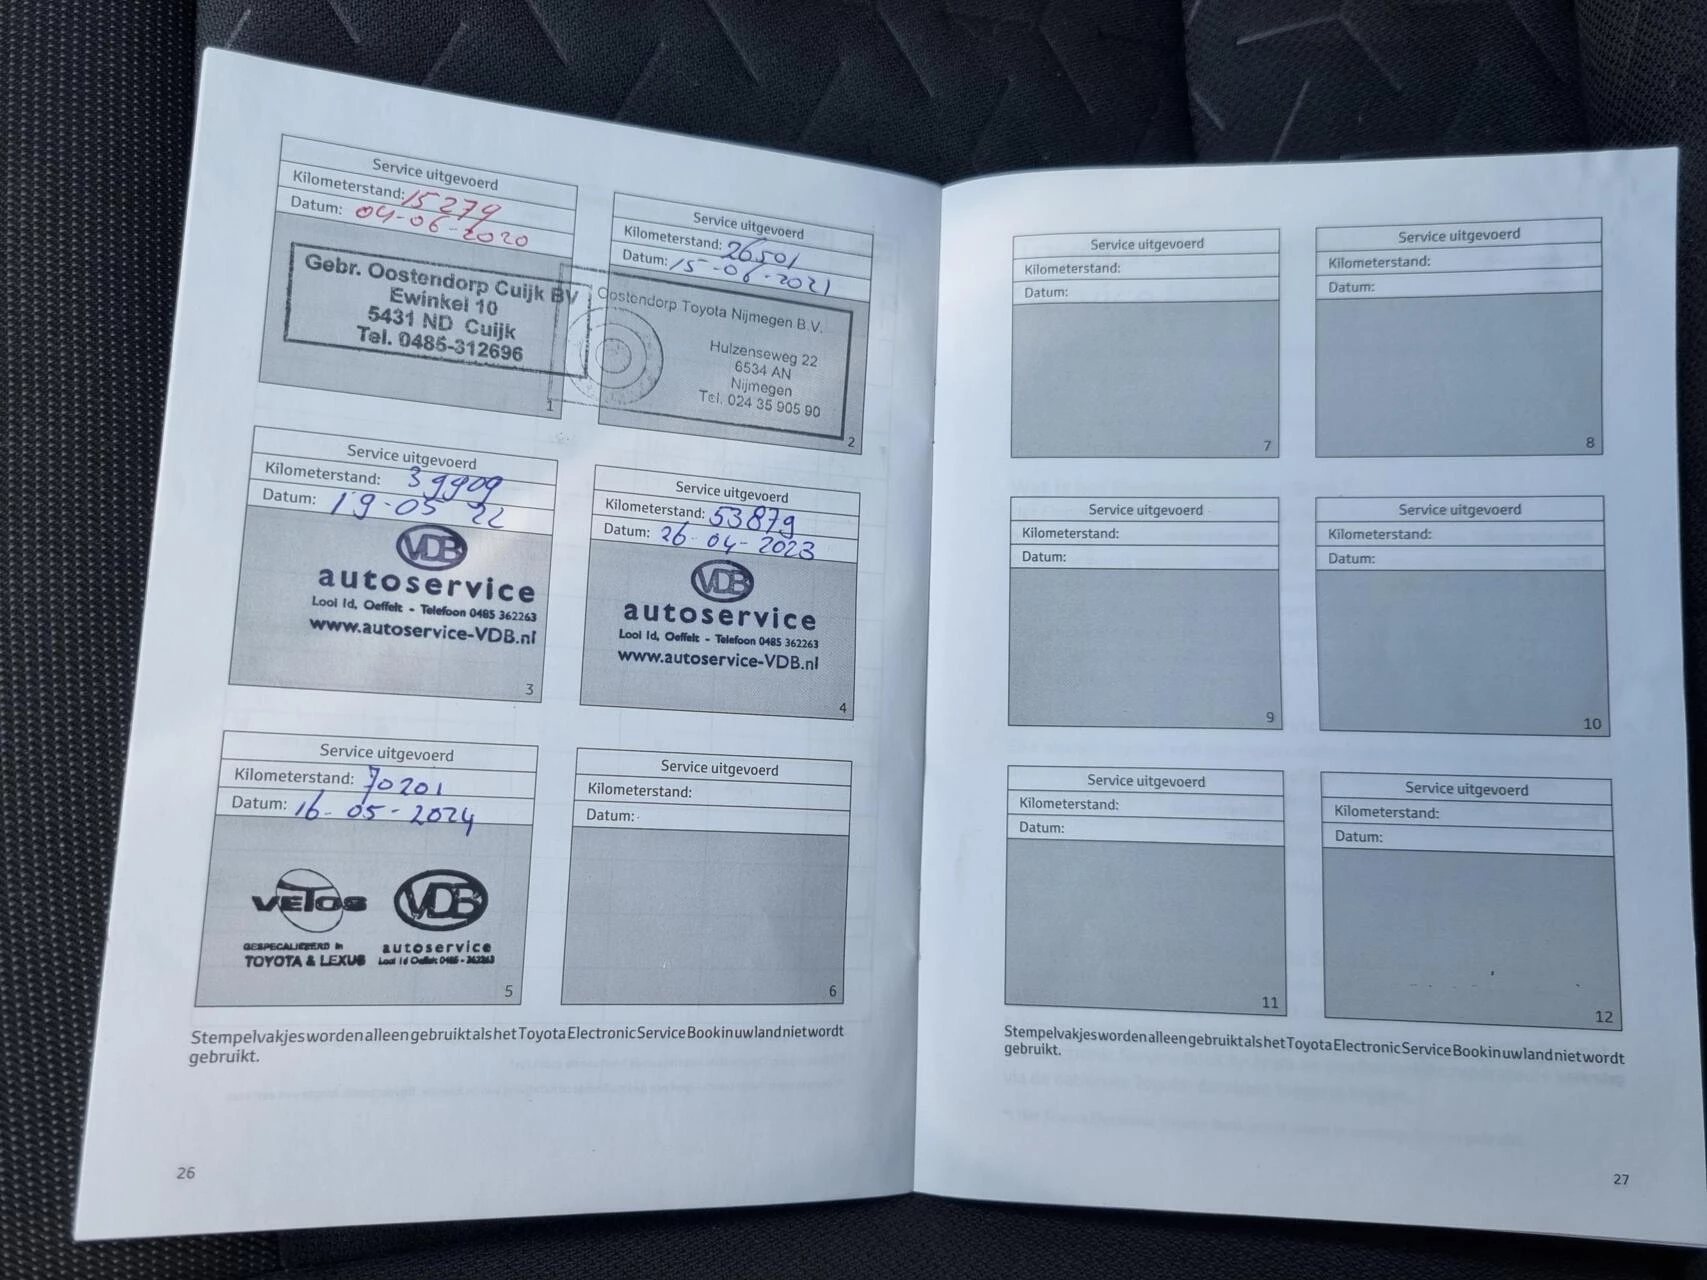 Service uitgevoerd
Kilometerstand: 15279
Datum: 04-06-2020
Gebr. Oostendorp Cuijk BV
Ewinkel 10
5431 ND Cuijk
Tel. 0485-312696
1
Service uitgevoerd
Kilometerstand: 26501
Datum: 15-06-2021
Oostendorp Toyota Nijmegen B.V.
Hulzenseweg 22
6534 AN
Nijmegen
Tel. 024 35 905 90
2
Service uitgevoerd
Kilometerstand: 39909
Datum: 19-05 22
VDB
autoservice
Looi 1d, Oeffelt - Telefoon 0485 362263
www.autoservice-VDB.nl
3
Service uitgevoerd
Kilometerstand: 53879
Datum: 26-04-2023
VDB
autoservice
Looi 1d, Oeffelt - Telefoon 0485 362263
www.autoservice-VDB.nl
4
Service uitgevoerd
Kilometerstand: 70201
Datum: 16-05-2024
VETOS VDB
GESPECALISEERD in
TOYOTA & LEXUS
autoservice
Looi 1d Oeffelt 0485 - 362263
5
Service uitgevoerd
Kilometerstand:
Datum:
6
Stempelvakjes worden alleen gebruikt als het Toyota Electronic Service Book in uw land niet wordt
gebruikt.
26
Service uitgevoerd
Kilometerstand:
Datum:
7
Service uitgevoerd
Kilometerstand:
Datum:
8
Service uitgevoerd
Kilometerstand:
Datum:
9
Service uitgevoerd
Kilometerstand:
Datum:
10
Service uitgevoerd
Kilometerstand:
Datum:
11
Service uitgevoerd
Kilometerstand:
Datum:
12
Stempelvakjes worden alleen gebruikt als het Toyota Electronic Service Book in uw land niet wordt
gebruikt.
27